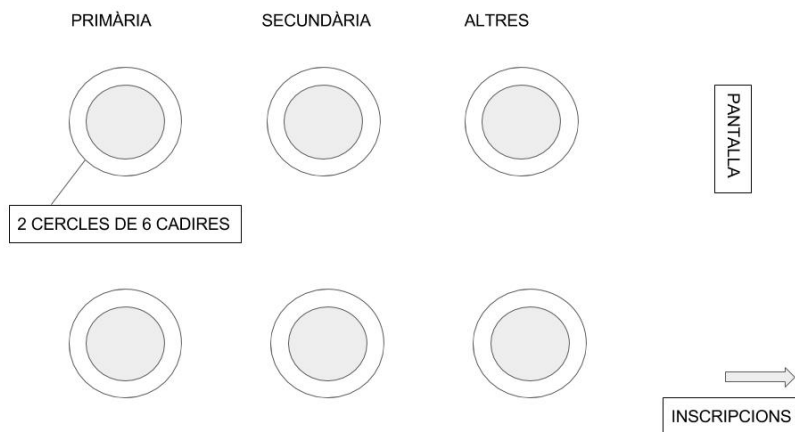 PRIMÀRIA
SECUNDÀRIA
ALTRES
PANTALLA
2 CERCLES DE 6 CADIRES
INSCRIPCIONS